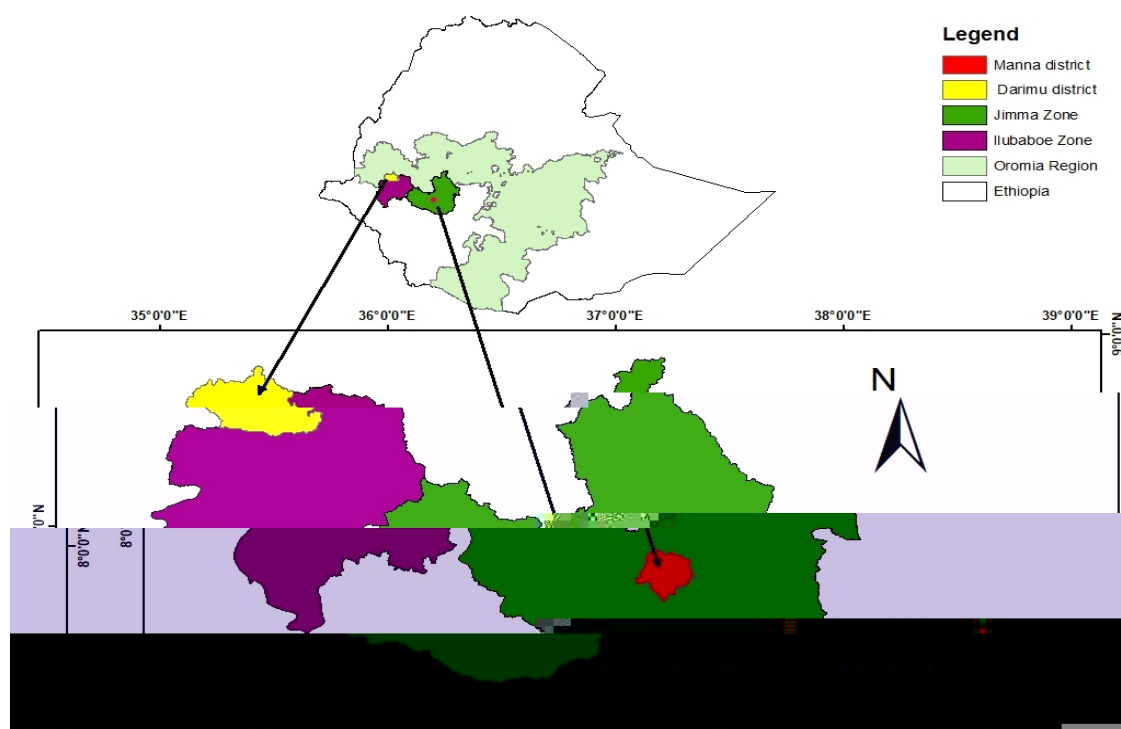 Legend
Manna district
Darimu district
Jimma Zone
Ilubaboe Zone
Oromia Region
Ethiopia
35°0'0"E
36°0'0"E
37°0'0"E
38°0'0"E
39°0'0"E
N
8°0'0"N